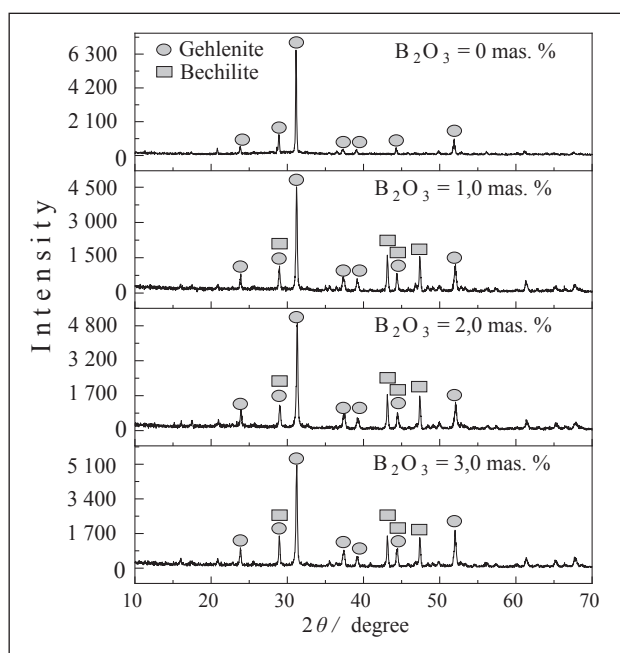 Gehlenite
Bechilite
B₂O₃ = 0 mas. %
6 300
4 200
2 100
0
B₂O₃ = 1,0 mas. %
4 500
3 000
1 500
0
B₂O₃ = 2,0 mas. %
4 800
3 200
1 700
0
B₂O₃ = 3,0 mas. %
5 100
3 400
1 700
0
Intensity
10 20 30 40 50 60 70
2θ/ degree